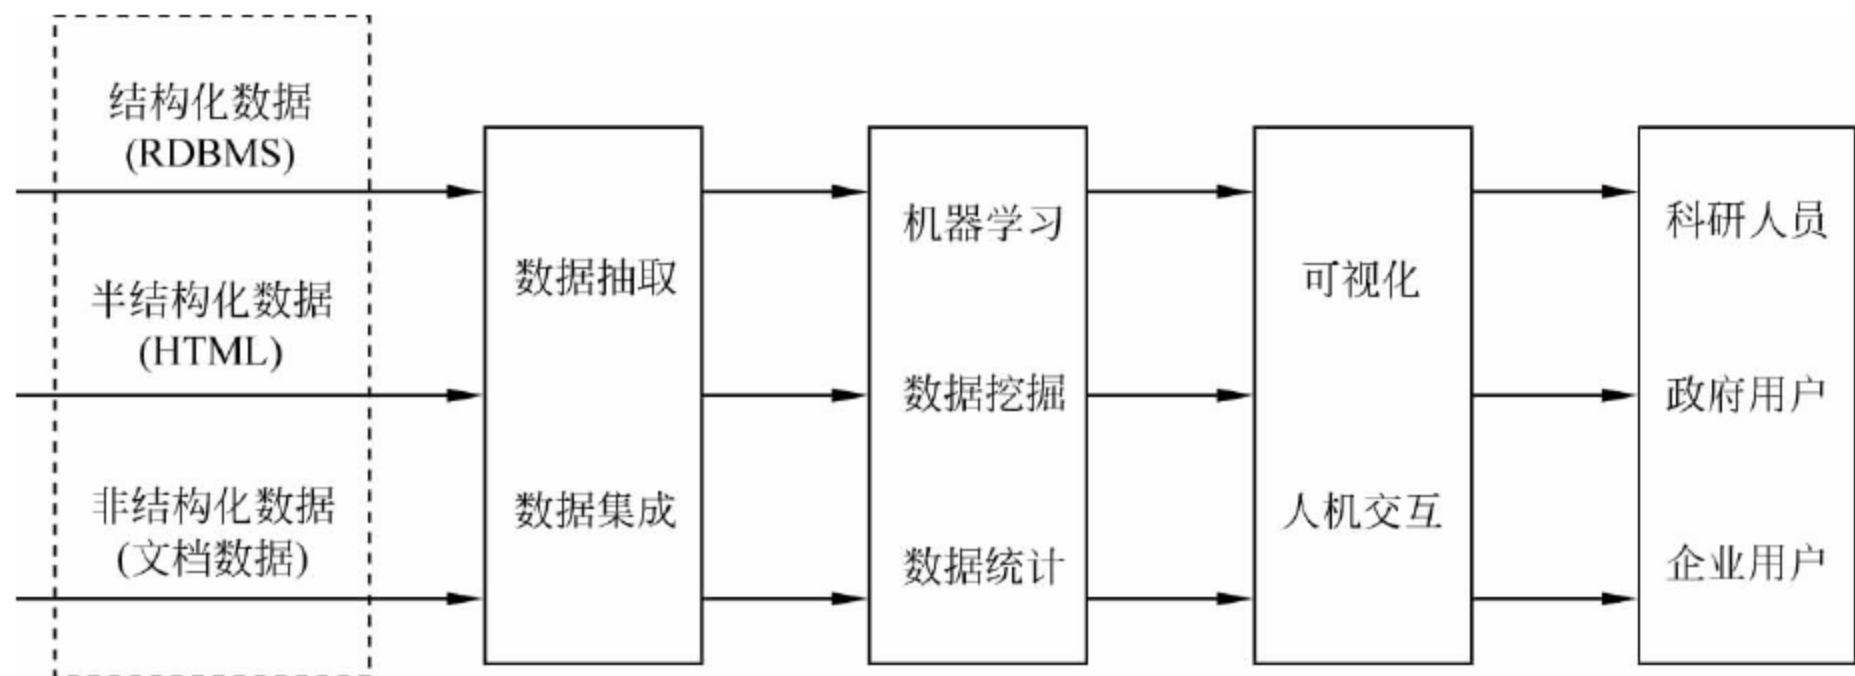 结构化数据
(RDBMS)
半结构化数据
(HTML)
非结构化数据
(文档数据)
数据抽取
数据集成
机器学习
数据挖掘
数据统计
可视化
人机交互
科研人员
政府用户
企业用户